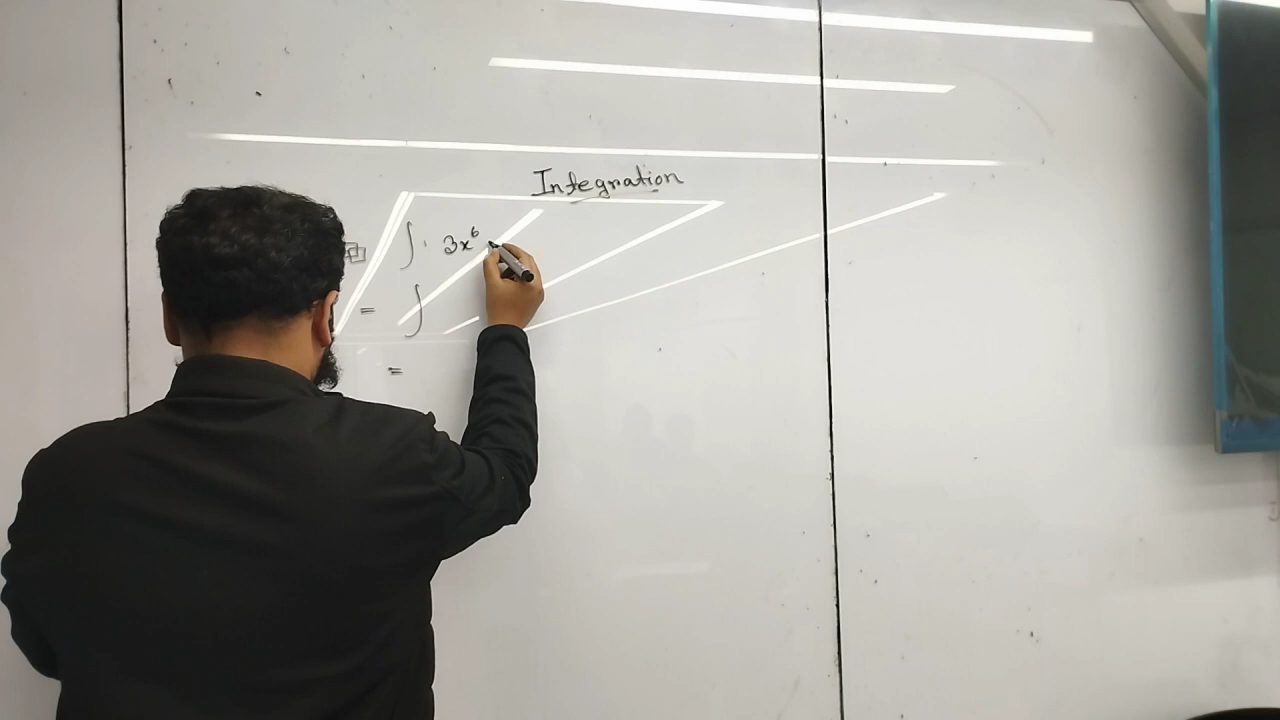 Integration
∫ 3x⁶
= ∫
=